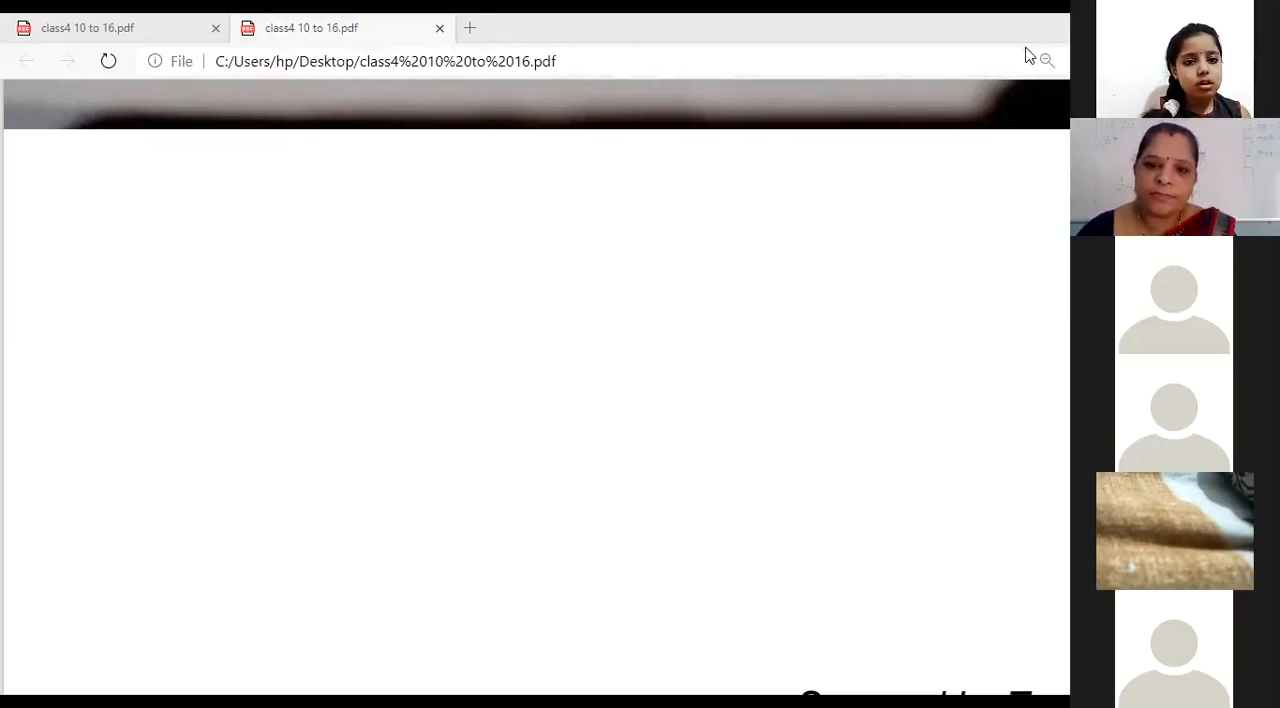 class4 10 to 16.pdf
class4 10 to 16.pdf
File
C:/Users/hp/Desktop/class4%2010%20to%2016.pdf